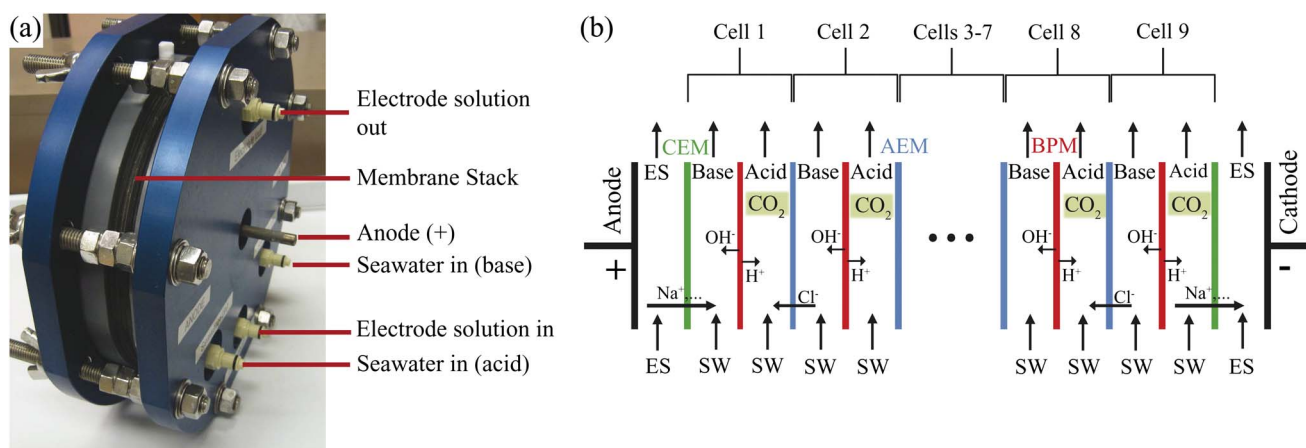 (a)
Electrode solution
out
Membrane Stack
Anode (+)
Seawater in (base)
Electrode solution in
Seawater in (acid)
(b)
Cell 1
Cell 2
Cells 3-7
Cell 8
Cell 9
CEM
AEM
BPM
ES
Base
Acid
Base
Acid
Base
Acid
Base
Acid
ES
Anode
+
Cathode
-
CO₂
CO₂
CO₂
CO₂
OH⁻
OH⁻
OH⁻
OH⁻
H⁺
H⁺
H⁺
H⁺
Na⁺,...
Cl⁻
Cl⁻
Na⁺,...
ES
SW
SW
SW
SW
SW
SW
SW
SW
ES